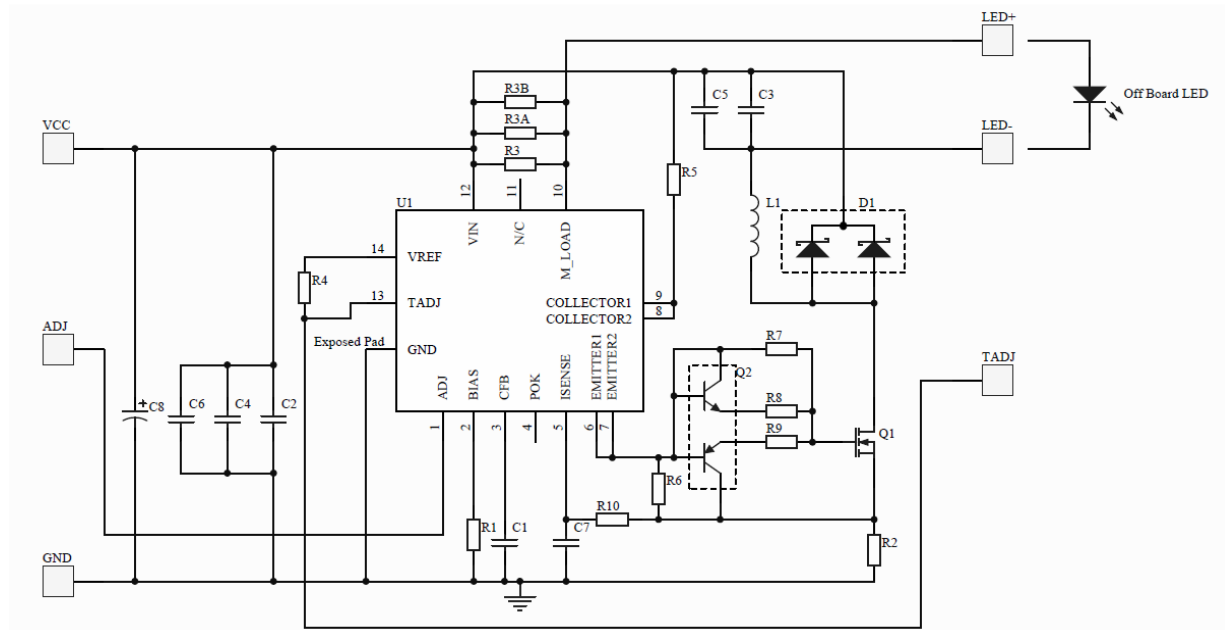 LED+
R3B
C5
C3
Off Board LED
VCC
R3A
LED-
R3
R5
12
11
10
U1
L1
D1
VIN
N/C
M_LOAD
14
VREF
R4
13
TADJ
COLLECTOR1
9
COLLECTOR2
8
ADJ
Exposed Pad
GND
EMITTER1
EMITTER2
R7
TADJ
Q2
ADJ
BIAS
CFB
POK
ISENSE
C8
C6
C4
C2
R8
1
2
3
4
5
6
7
R9
Q1
R6
R10
R1
C1
C7
R2
GND